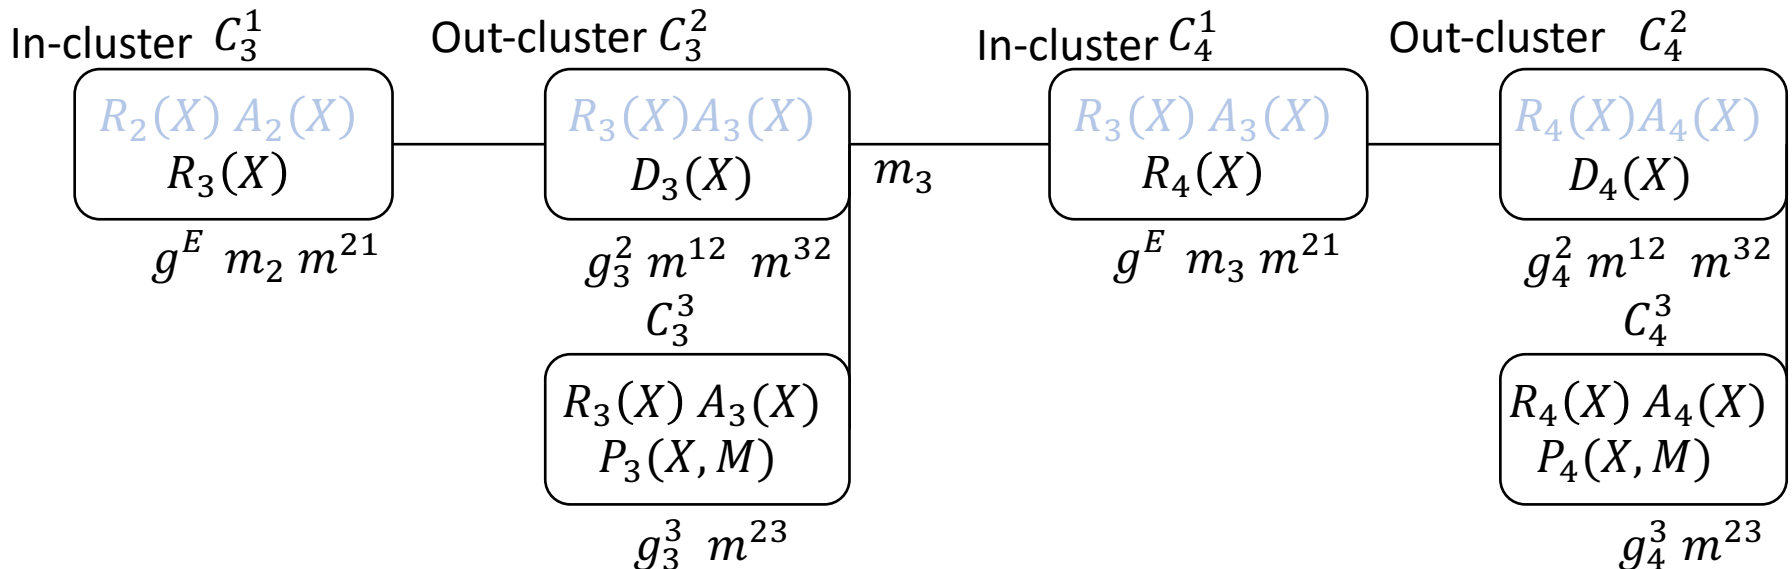 In-cluster $C_3^1$ Out-cluster $C_3^2$ In-cluster $C_4^1$ Out-cluster $C_4^2$
$R_2(X)$ $A_2(X)$ $R_3(X)A_3(X)$ $R_3(X)$ $A_3(X)$ $R_4(X)A_4(X)$
$R_3(X)$ $D_3(X)$ $m_3$ $R_4(X)$ $D_4(X)$
$g^E$ $m_2$ $m^{21}$ $g_3^2$ $m^{12}$ $m^{32}$ $g^E$ $m_3$ $m^{21}$ $g_4^2$ $m^{12}$ $m^{32}$
$C_3^3$ $C_4^3$
$R_3(X)$ $A_3(X)$ $R_4(X)$ $A_4(X)$
$P_3(X, M)$ $P_4(X, M)$
$g_3^3$ $m^{23}$ $g_4^3$ $m^{23}$